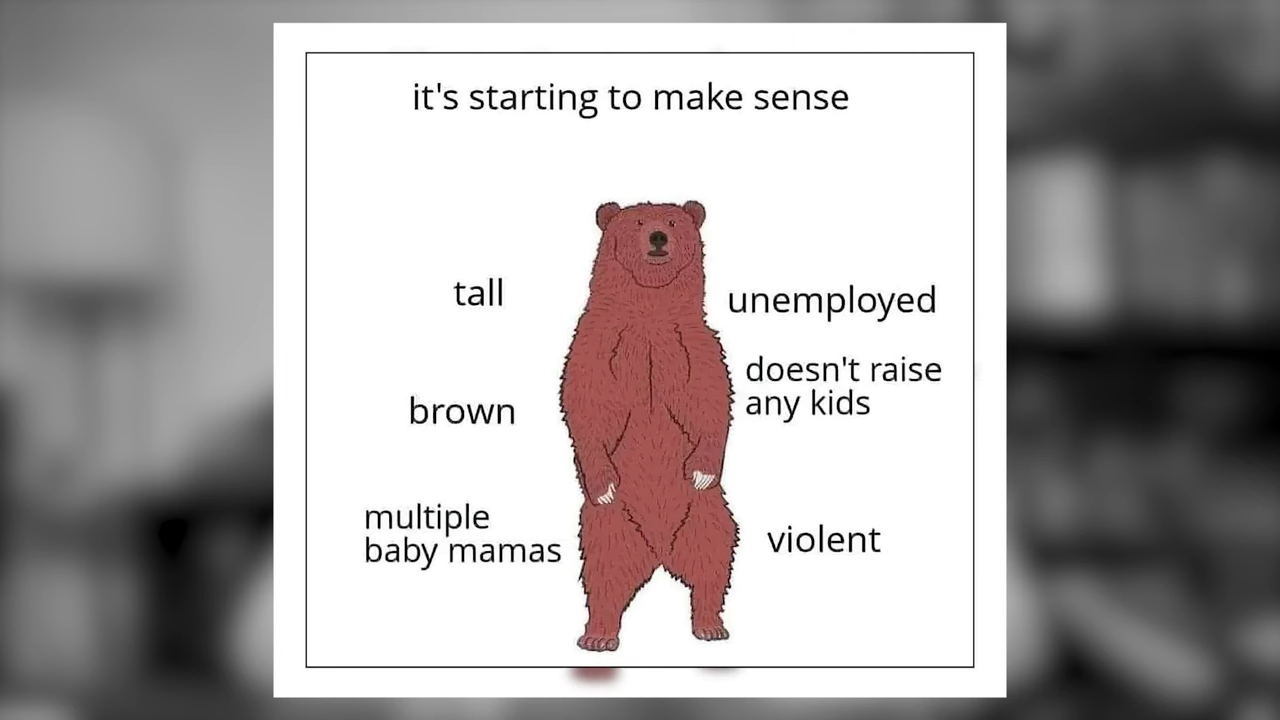 it's starting to make sense
tall
unemployed
doesn't raise
any kids
brown
multiple
baby mamas
violent